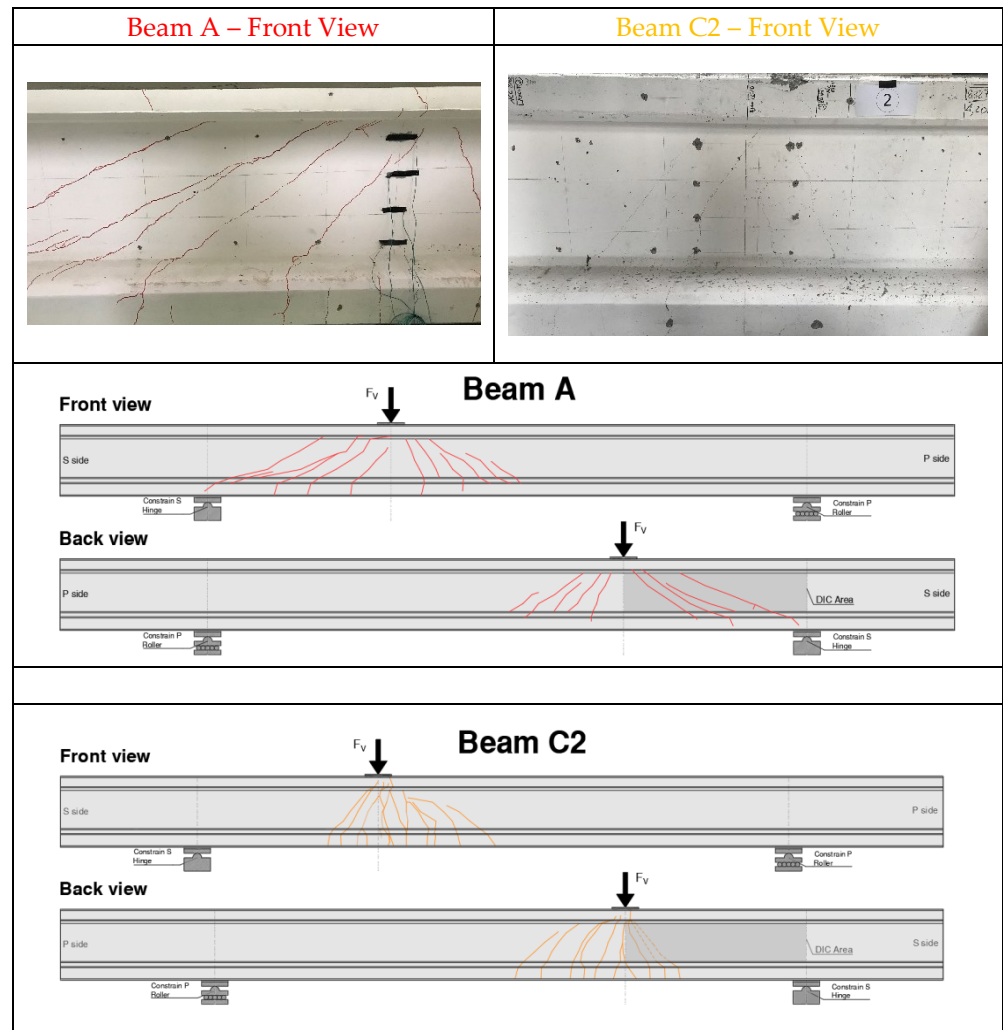 Beam A – Front View
Beam C2 – Front View
2
Beam A
Front view
Fv
S side
P side
Constrain S
Hinge
Constrain P
Roller
Back view
Fv
P side
S side
DIC Area
Constrain P
Roller
Constrain S
Hinge
Beam C2
Front view
Fv
S side
P side
Constrain S
Hinge
Constrain P
Roller
Back view
Fv
P side
S side
DIC Area
Constrain P
Roller
Constrain S
Hinge